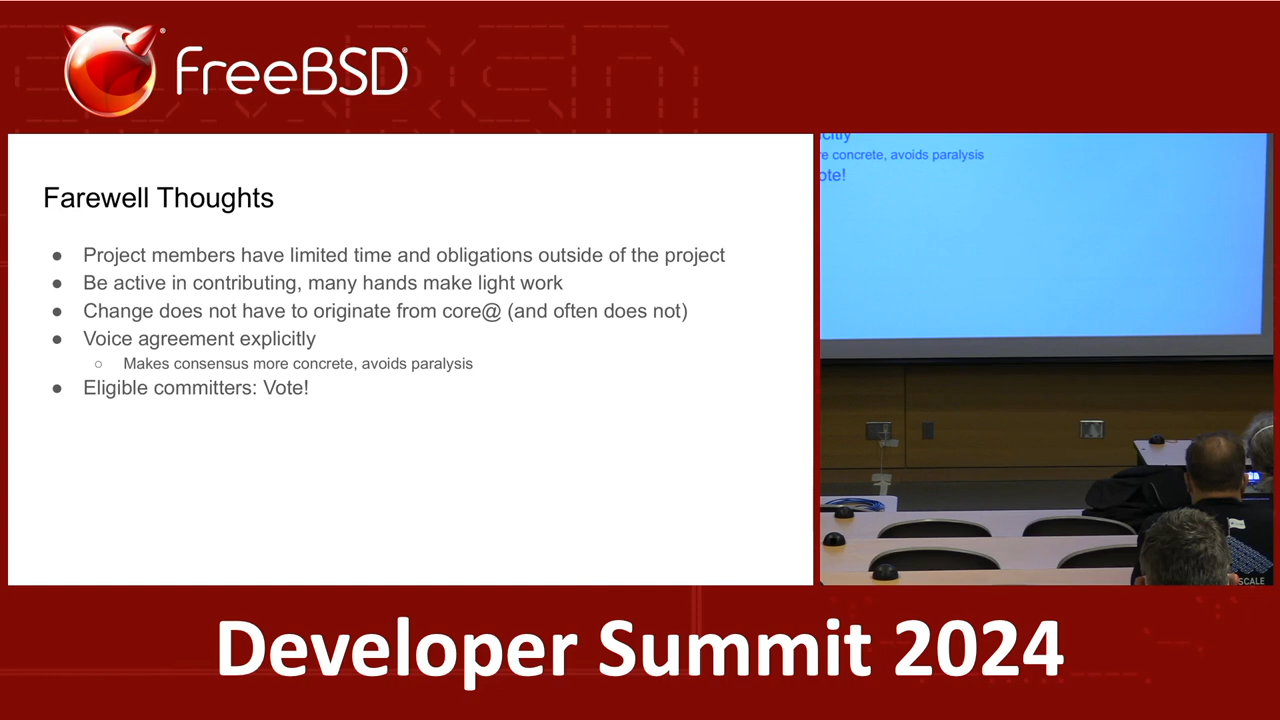 FreeBSD®
Farewell Thoughts
● Project members have limited time and obligations outside of the project
● Be active in contributing, many hands make light work
● Change does not have to originate from core@ (and often does not)
● Voice agreement explicitly
○ Makes consensus more concrete, avoids paralysis
● Eligible committers: Vote!
concrete, avoids paralysis
SCALE
Developer Summit 2024